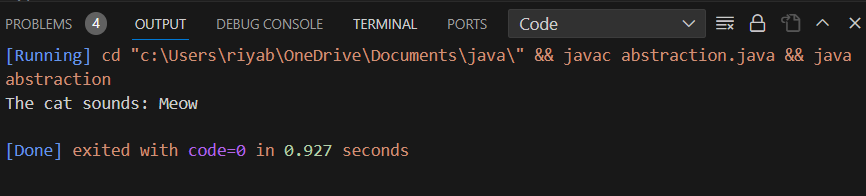 PROBLEMS 4 OUTPUT DEBUG CONSOLE TERMINAL PORTS Code
[Running] cd "c:\Users\riyab\OneDrive\Documents\java\" && javac abstraction.java && java
abstraction
The cat sounds: Meow
[Done] exited with code=0 in 0.927 seconds